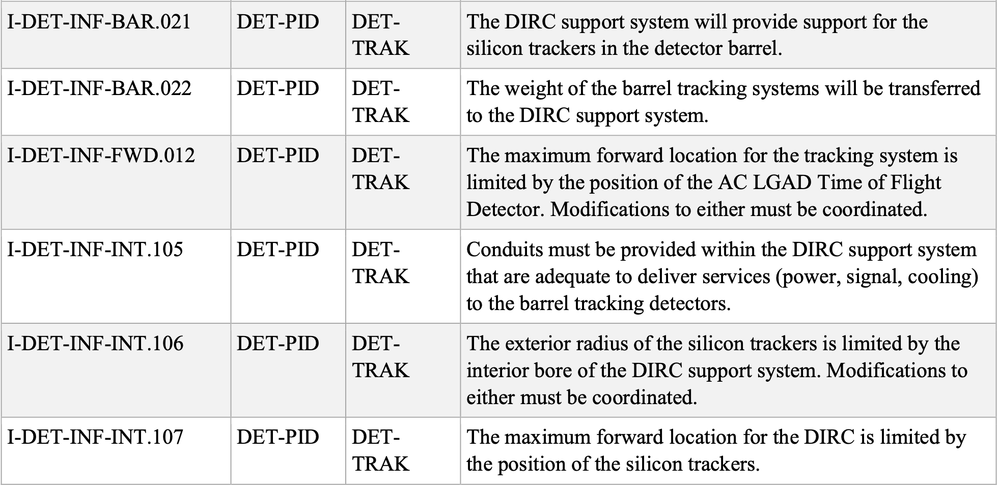 I-DET-INF-BAR.021 DET-PID DET- The DIRC support system will provide support for the
TRAK silicon trackers in the detector barrel.
I-DET-INF-BAR.022 DET-PID DET- The weight of the barrel tracking systems will be transferred
TRAK to the DIRC support system.
I-DET-INF-FWD.012 DET-PID DET- The maximum forward location for the tracking system is
TRAK limited by the position of the AC LGAD Time of Flight
Detector. Modifications to either must be coordinated.
I-DET-INF-INT.105 DET-PID DET- Conduits must be provided within the DIRC support system
TRAK that are adequate to deliver services (power, signal, cooling)
to the barrel tracking detectors.
I-DET-INF-INT.106 DET-PID DET- The exterior radius of the silicon trackers is limited by the
TRAK interior bore of the DIRC support system. Modifications to
either must be coordinated.
I-DET-INF-INT.107 DET-PID DET- The maximum forward location for the DIRC is limited by
TRAK the position of the silicon trackers.